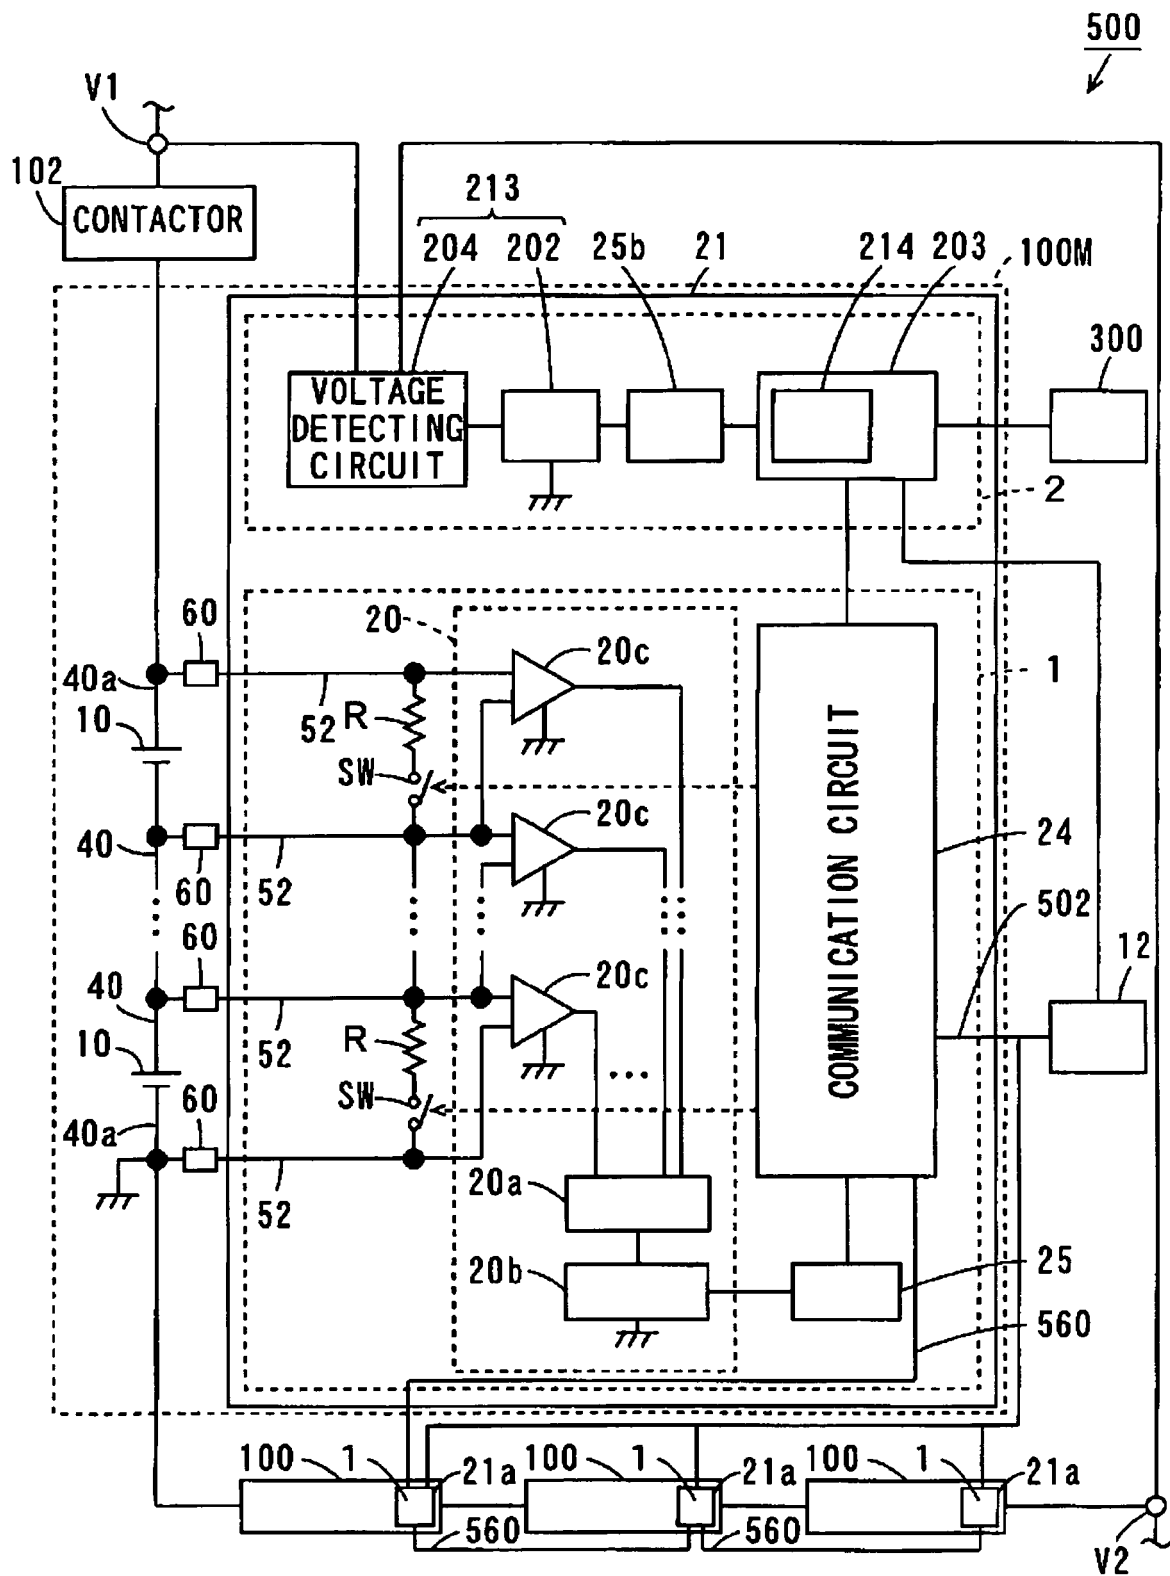 500
V1
102
CONTACTOR
213
204
202
25b
21
214
203
100M
300
VOLTAGE
DETECTING
CIRCUIT
2
60
20
20c
1
40a
52
R
10
SW
COMMUNICATION CIRCUIT
20c
40
60
52
24
502
60
12
20c
40
52
R
10
SW
60
40a
52
20a
20b
25
560
100
1
21a
100
1
21a
100
1
21a
560
560
V2